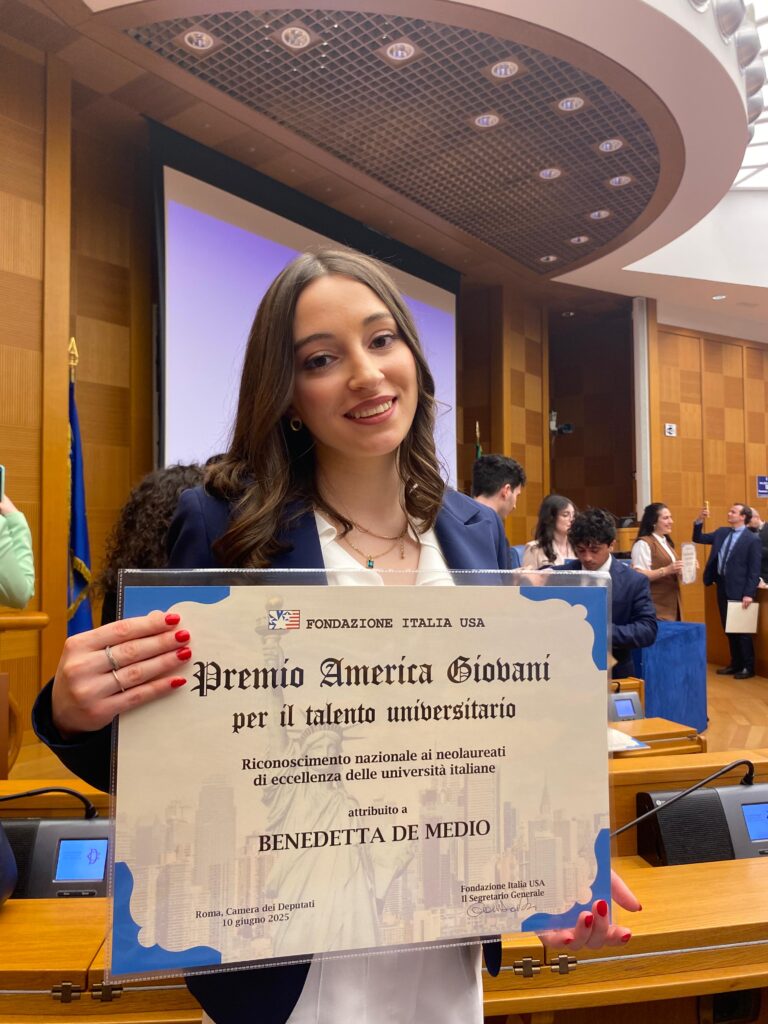 FONDAZIONE ITALIA USA
Premio America Giovani
per il talento universitario
Riconoscimento nazionale ai neolaureati
di eccellenza delle università italiane
attribuito a
BENEDETTA DE MEDIO
Roma, Camera dei Deputati
10 giugno 2025
Fondazione Italia USA
Il Segretario Generale